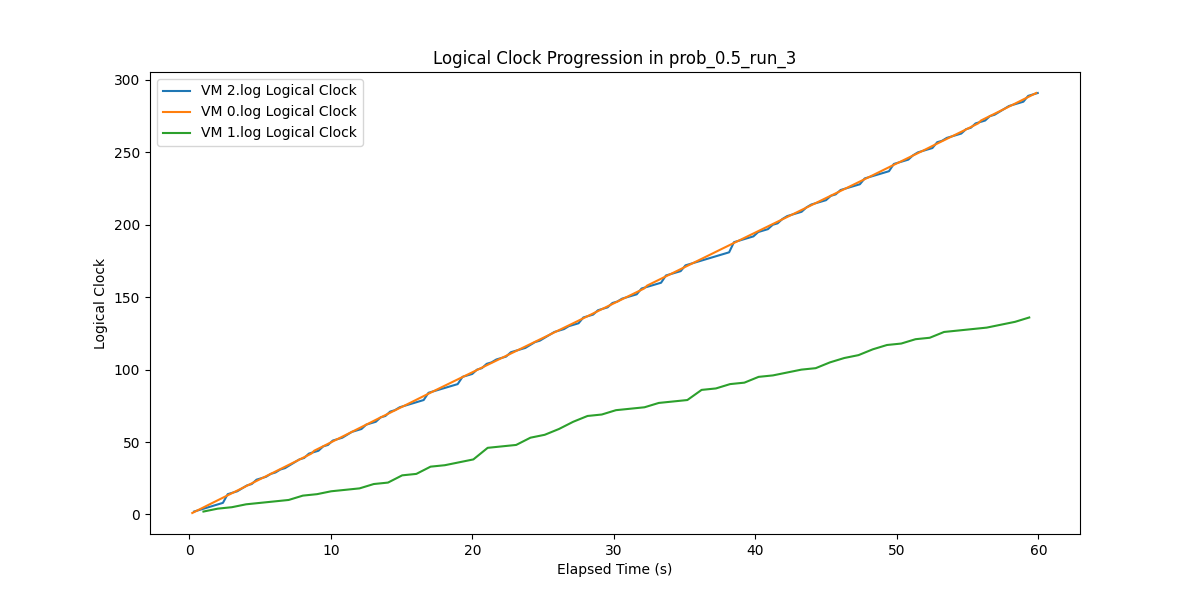 Logical Clock Progression in prob_0.5_run_3
300
250
200
150
100
50
0
Logical Clock
VM 2.log Logical Clock
VM 0.log Logical Clock
VM 1.log Logical Clock
0 10 20 30 40 50 60
Elapsed Time (s)